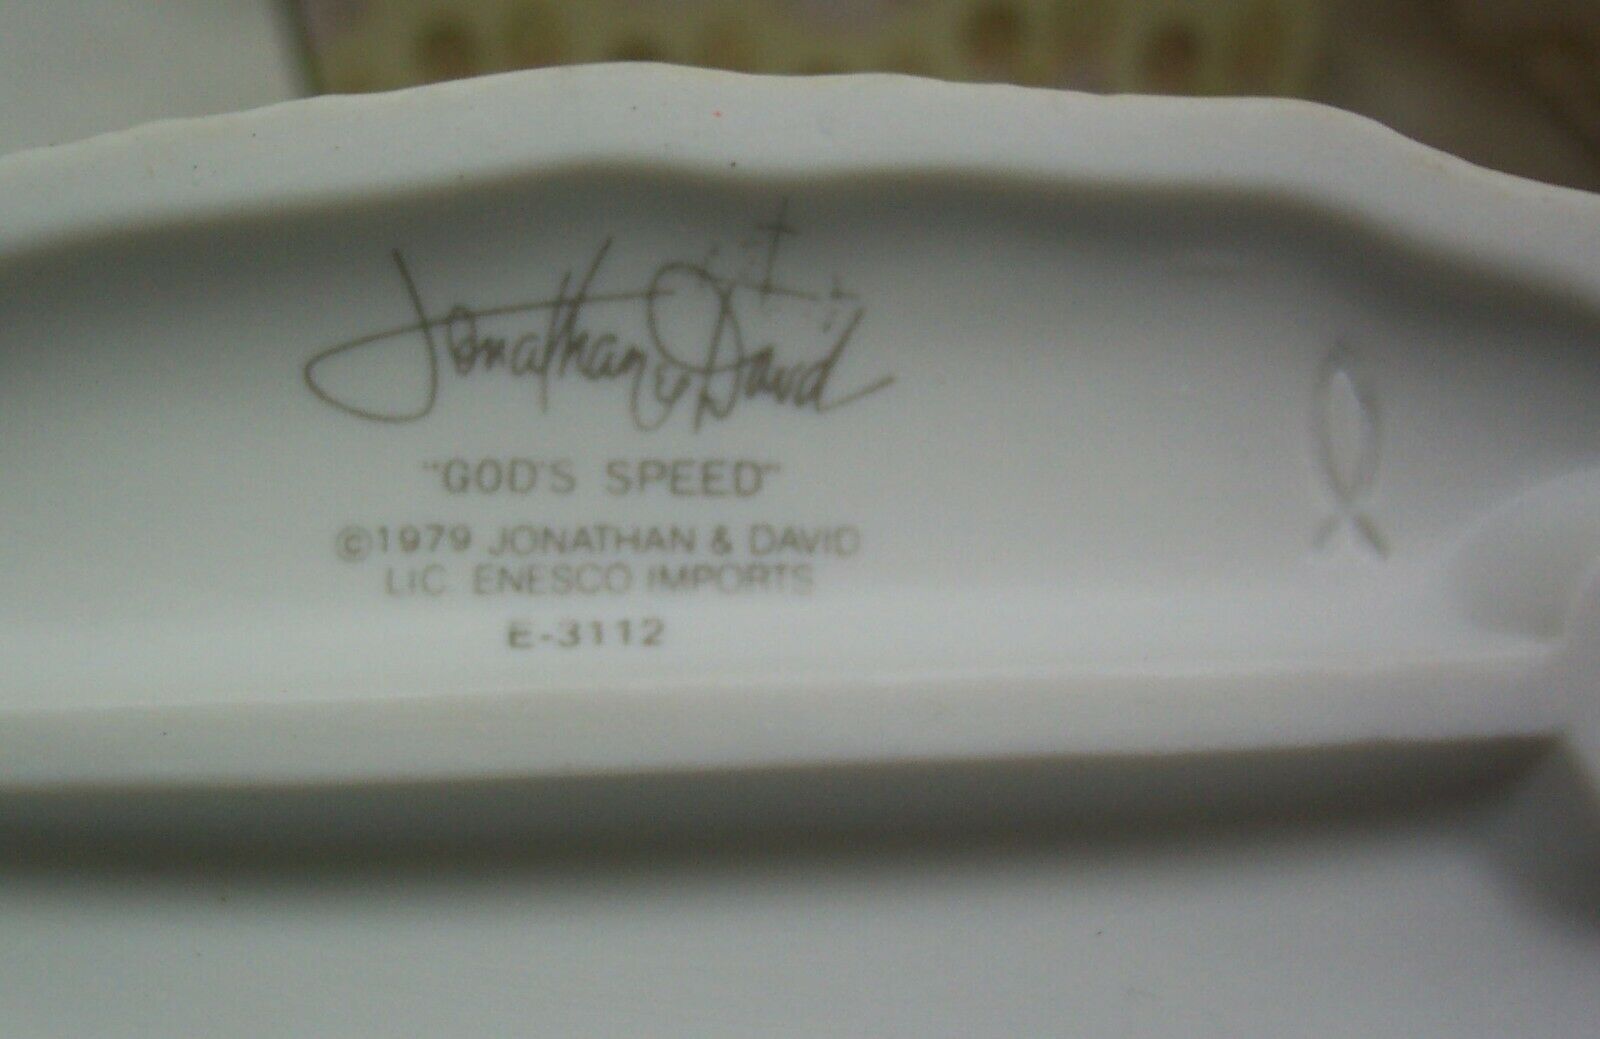 Jonathan & David
"GOD'S SPEED"
©1979 JONATHAN & DAVID
LIC. ENESCO IMPORTS
E-3112